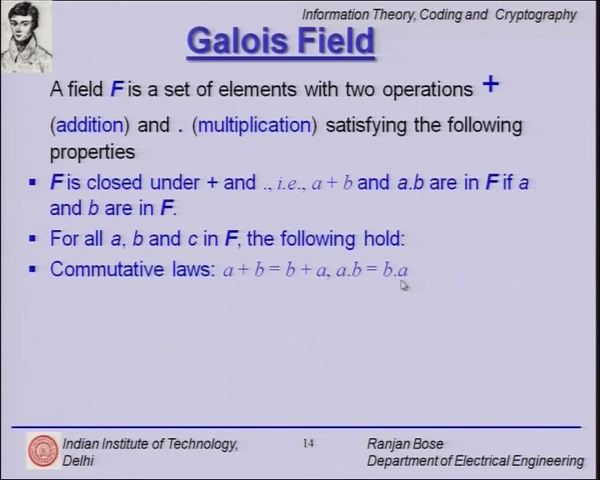 Information Theory, Coding and Cryptography
Galois Field
A field F is a set of elements with two operations +
(addition) and . (multiplication) satisfying the following
properties
▪ F is closed under + and ., i.e., a + b and a.b are in F if a
and b are in F.
▪ For all a, b and c in F, the following hold:
▪ Commutative laws: a + b = b + a, a.b = b.a
Indian Institute of Technology,
Delhi
14
Ranjan Bose
Department of Electrical Engineering